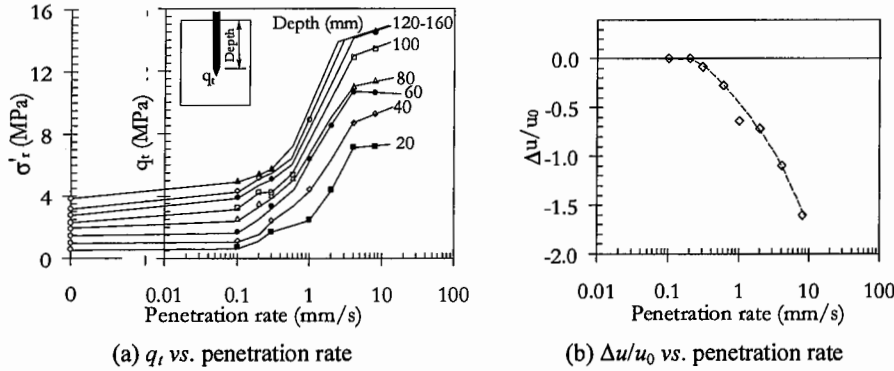 Depth (mm)
120-160
100
80
60
40
20
Depth
qt
σ'r (MPa)
qt (MPa)
16
12
8
4
0
0
0.01
0.1
1
10
100
Penetration rate (mm/s)
(a) qt vs. penetration rate
Δu/u0
0.0
-0.5
-1.0
-1.5
-2.0
0.01
0.1
1
10
100
Penetration rate (mm/s)
(b) Δu/u0 vs. penetration rate